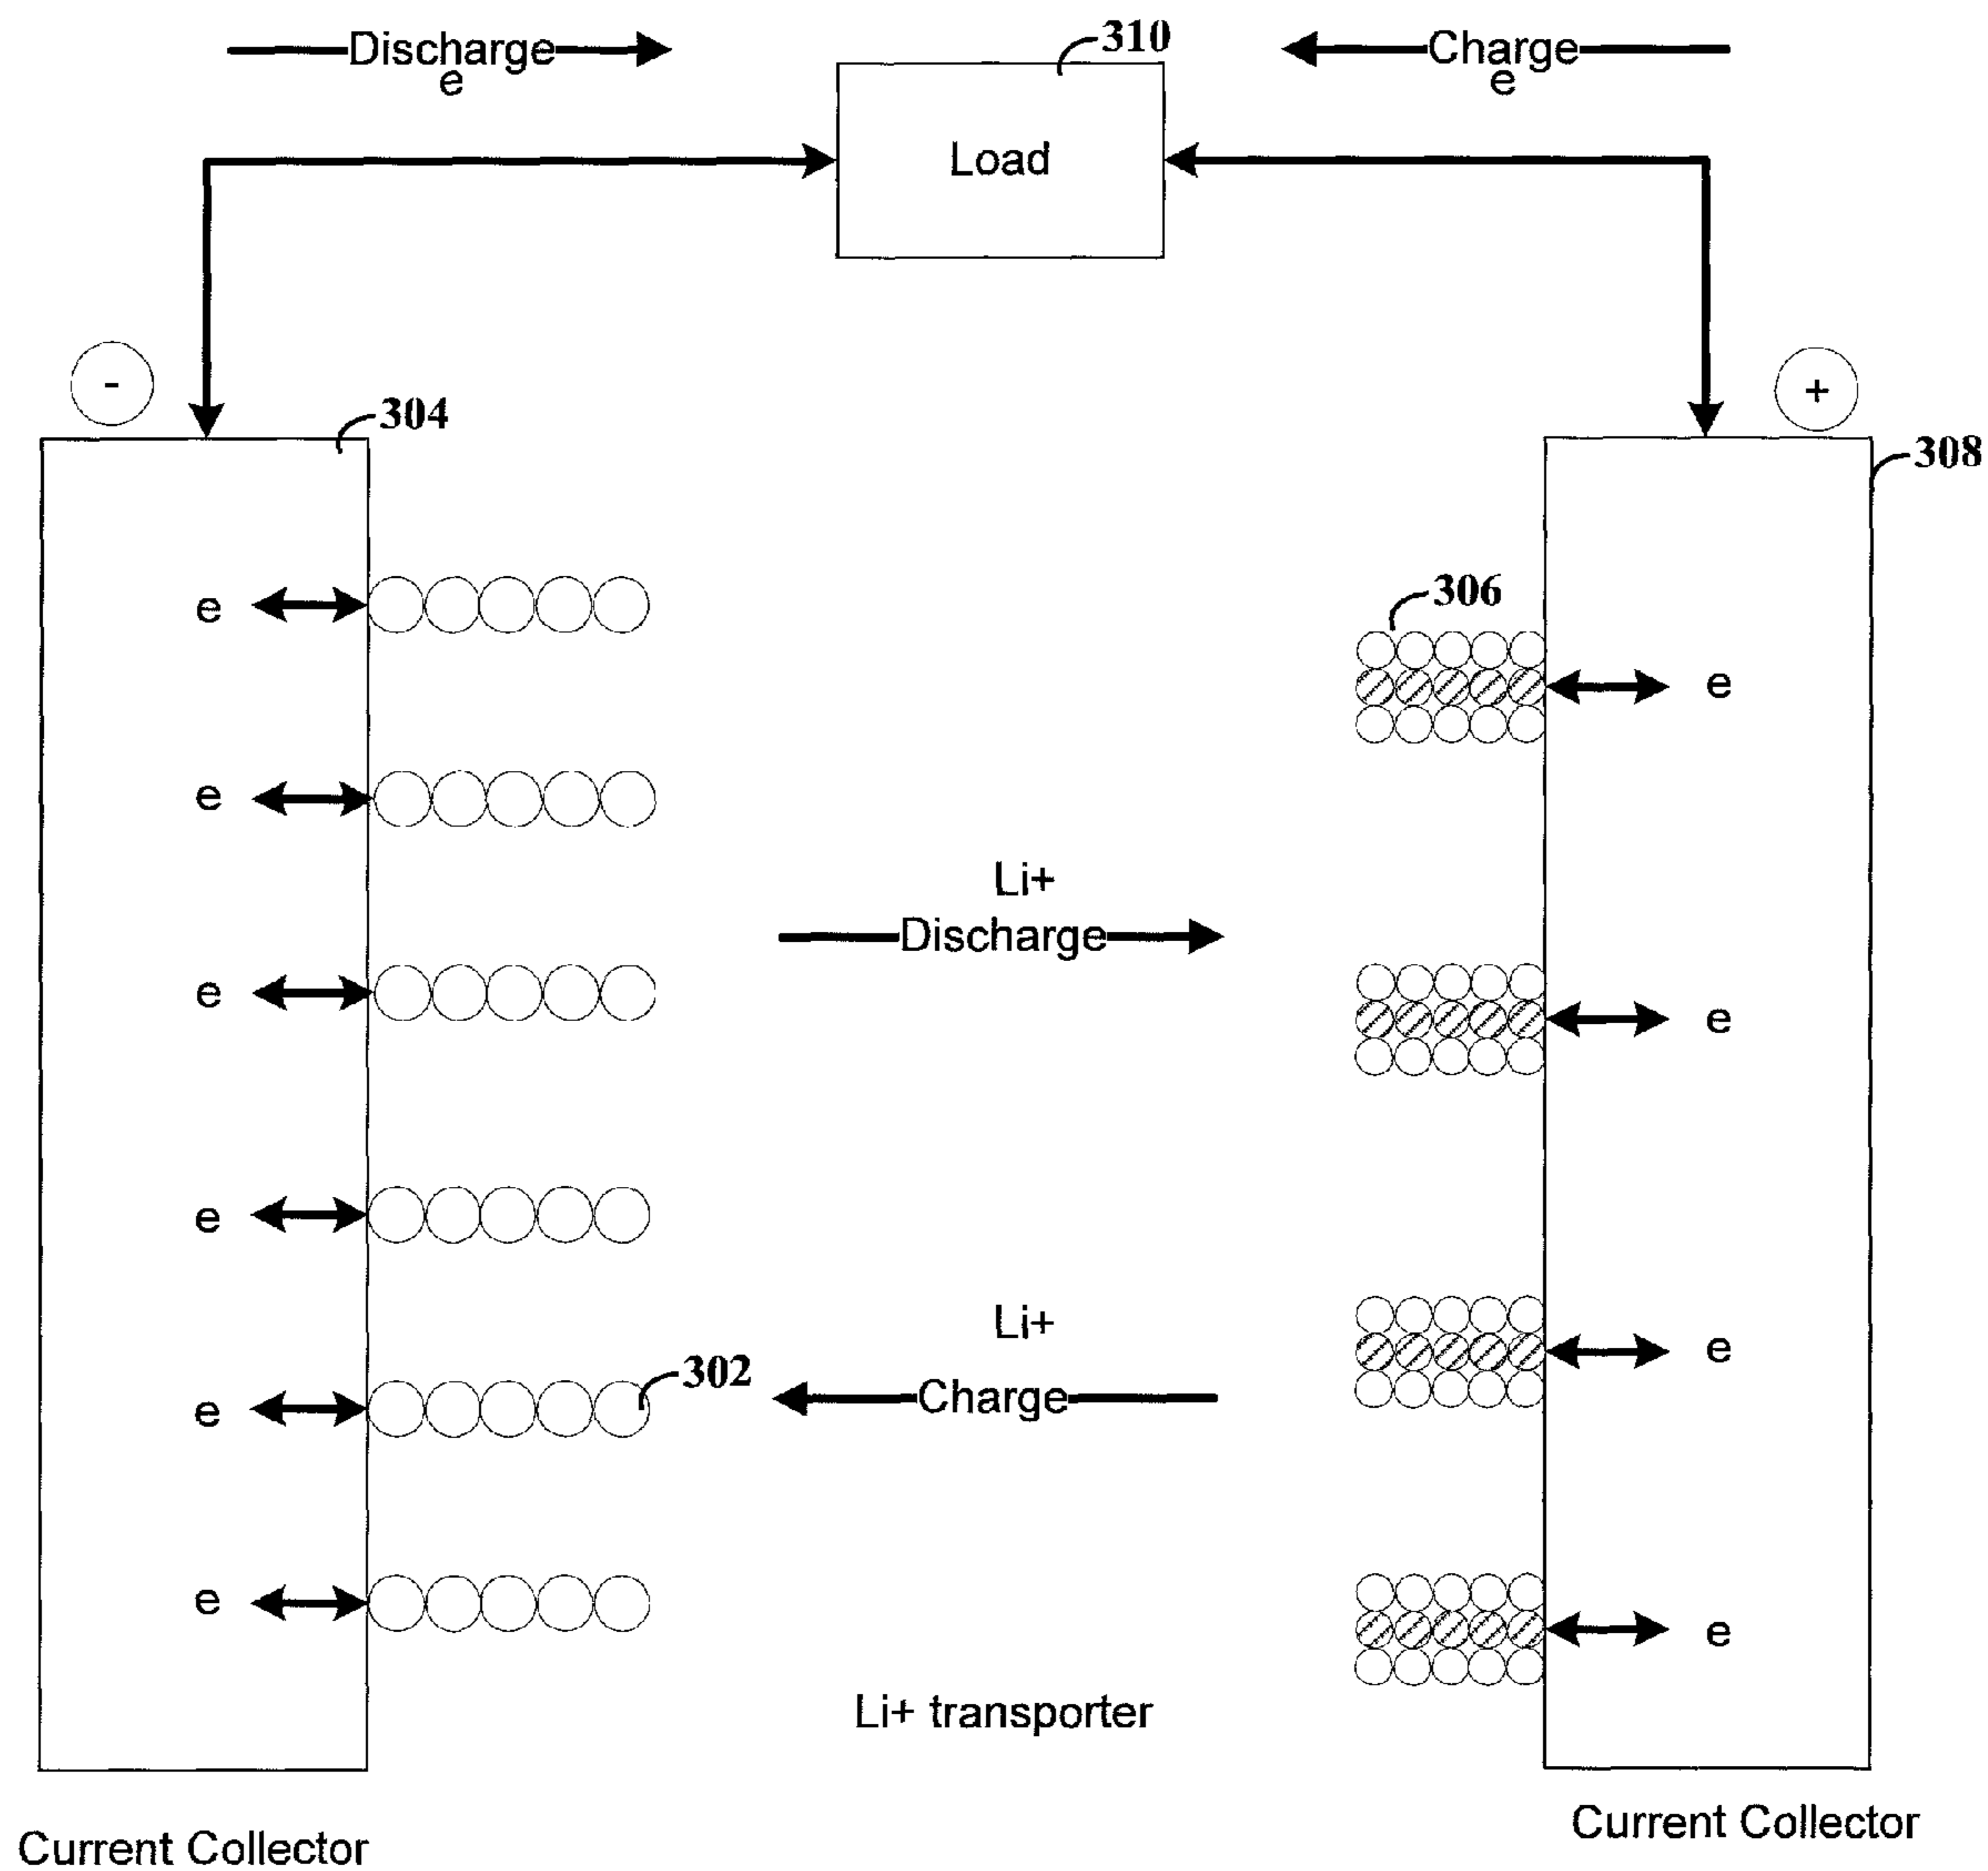 310
Discharge
e
Charge
e
Load
-
+
304
308
306
e
e
e
e
Li+
Discharge
e
e
e
Li+
Charge
302
e
e
e
e
Li+ transporter
Current Collector
Current Collector